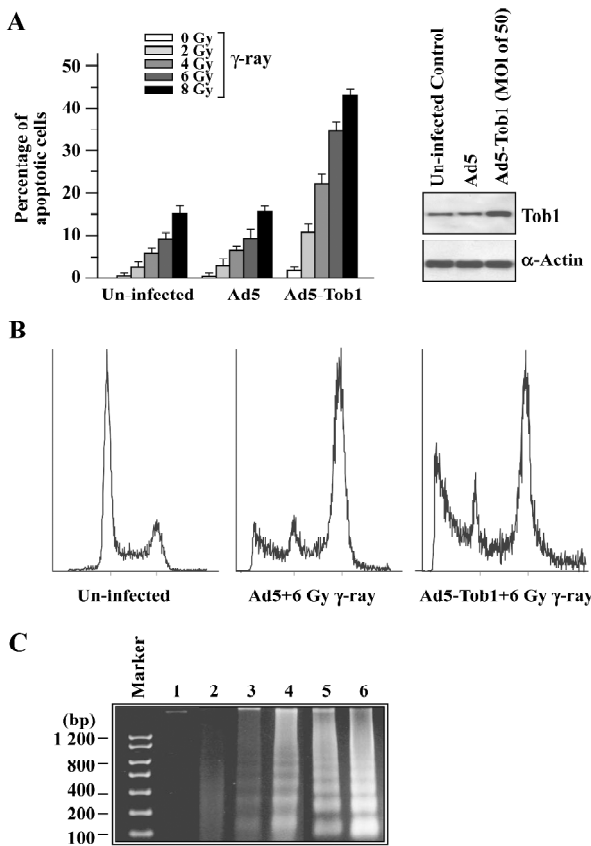 A
0 Gy
2 Gy
4 Gy
6 Gy
8 Gy
γ-ray
Percentage of
apoptotic cells
50
40
30
20
10
0
Un-infected
Ad5
Ad5-Tob1
Un-infected Control
Ad5
Ad5-Tob1 (MOI of 50)
Tob1
α-Actin
B
Un-infected
Ad5+6 Gy γ-ray
Ad5-Tob1+6 Gy γ-ray
C
Marker
1
2
3
4
5
6
(bp)
1 200
800
400
200
100